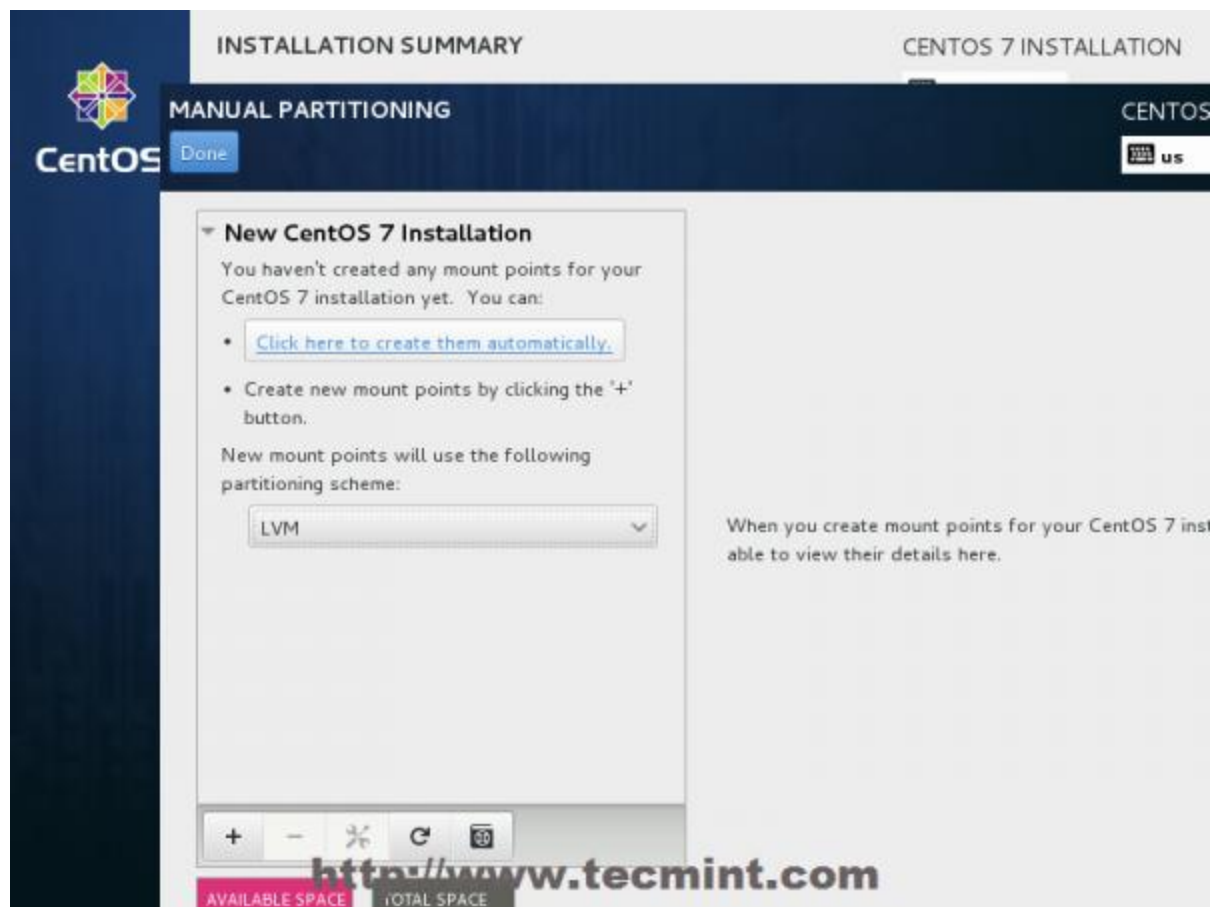 INSTALLATION SUMMARY
CENTOS 7 INSTALLATION
CentOS
MANUAL PARTITIONING
CENTOS
Done
us
New CentOS 7 Installation
You haven't created any mount points for your
CentOS 7 installation yet. You can:
• Click here to create them automatically.
• Create new mount points by clicking the '+'
button.
New mount points will use the following
partitioning scheme:
LVM
When you create mount points for your CentOS 7 inst
able to view their details here.
+ −
http://www.tecmint.com
AVAILABLE SPACE
TOTAL SPACE